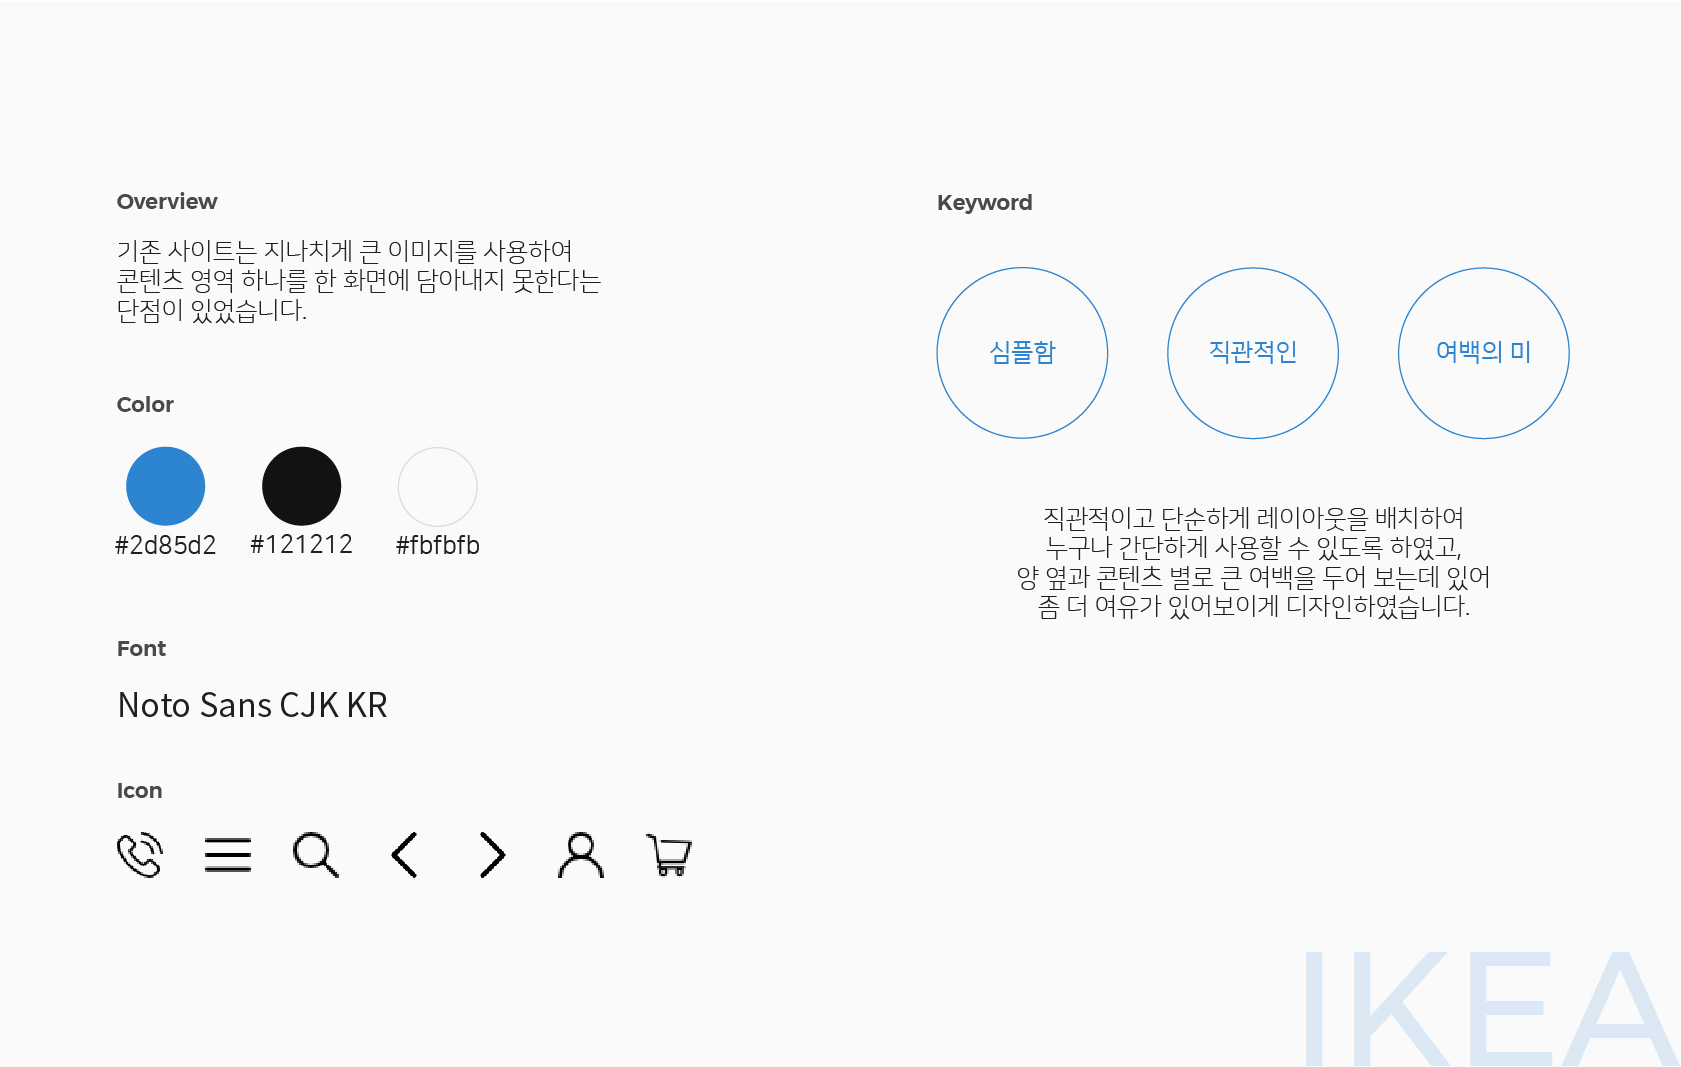 Overview
기존 사이트는 지나치게 큰 이미지를 사용하여
콘텐츠 영역 하나를 한 화면에 담아내지 못한다는
단점이 있었습니다.
Color
#2d85d2 #121212 #fbfbfb
Font
Noto Sans CJK KR
Icon
Keyword
심플함 직관적인 여백의 미
직관적이고 단순하게 레이아웃을 배치하여
누구나 간단하게 사용할 수 있도록 하였고,
양 옆과 콘텐츠 별로 큰 여백을 두어 보는데 있어
좀 더 여유가 있어보이게 디자인하였습니다.
IKEA